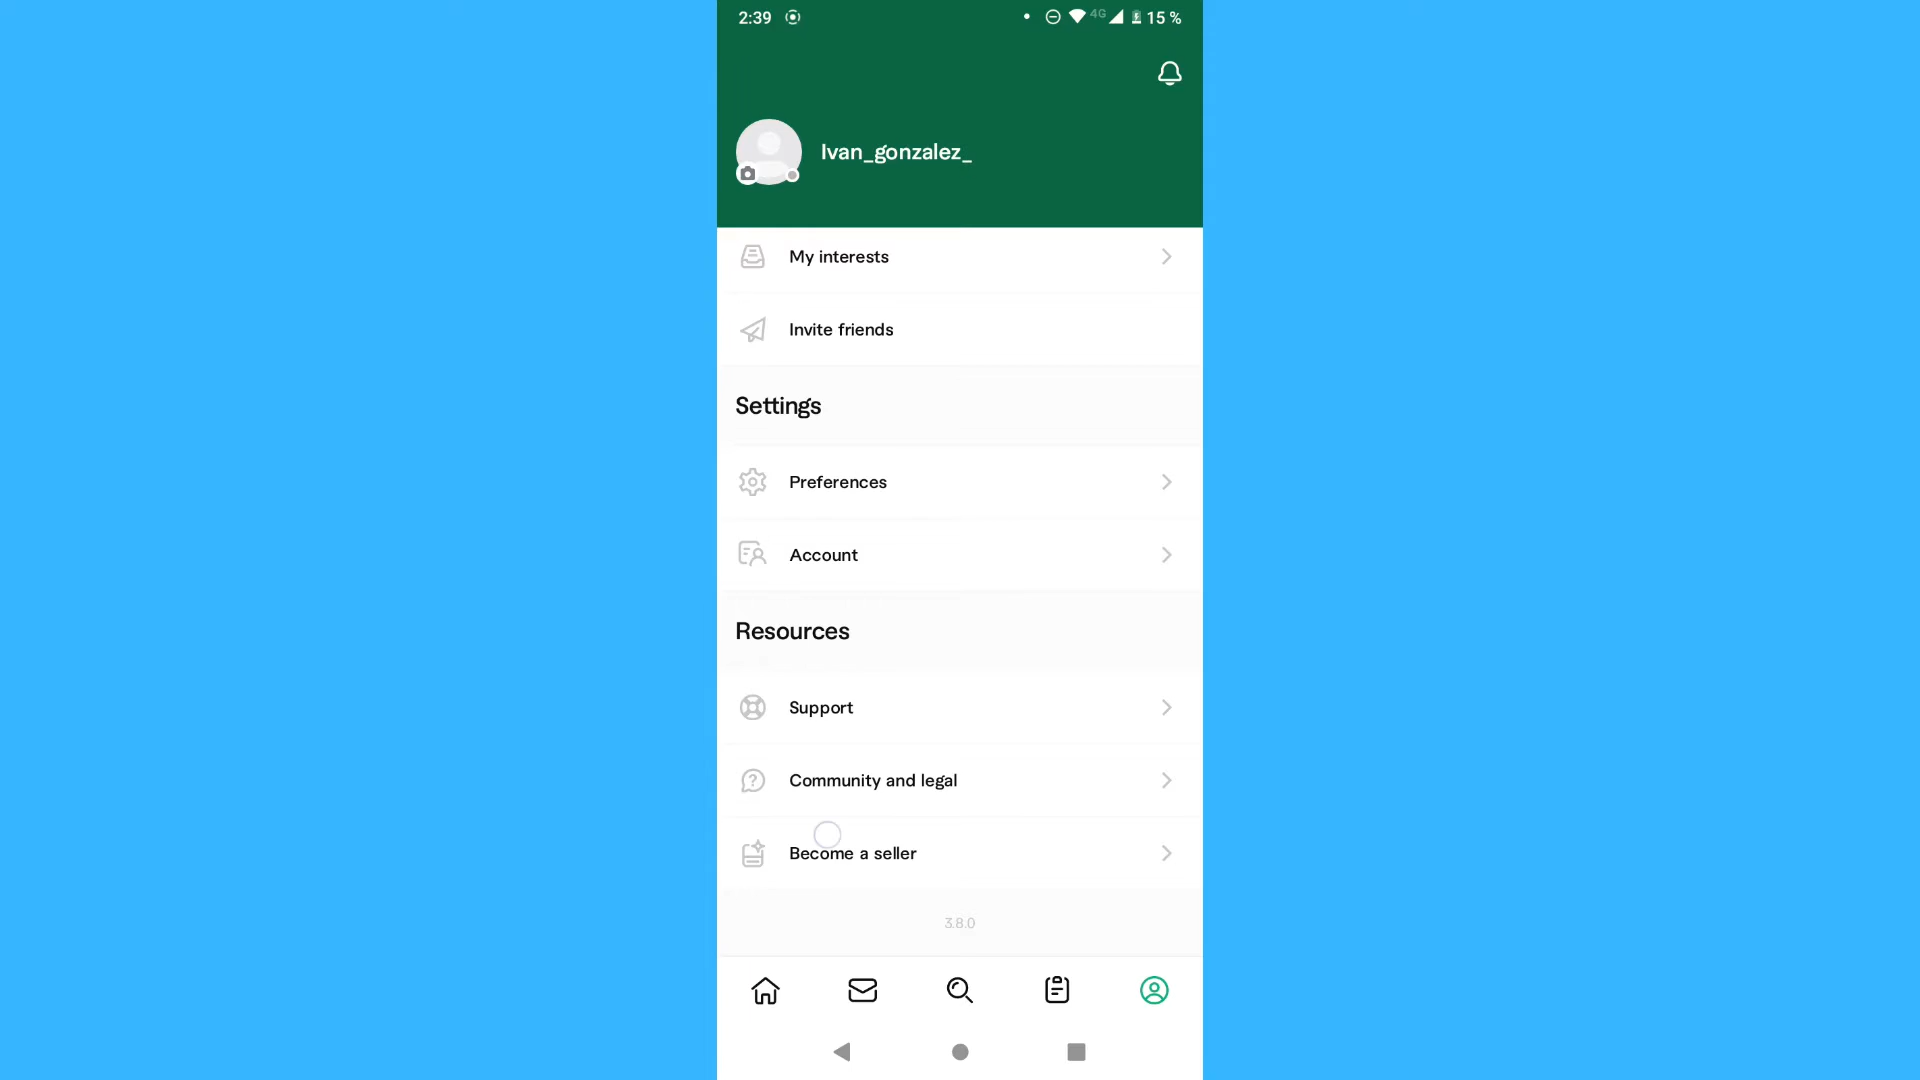 2:39
4G
15 %
Ivan_gonzalez_
My interests
Invite friends
Settings
Preferences
Account
Resources
Support
Community and legal
Become a seller
3.8.0